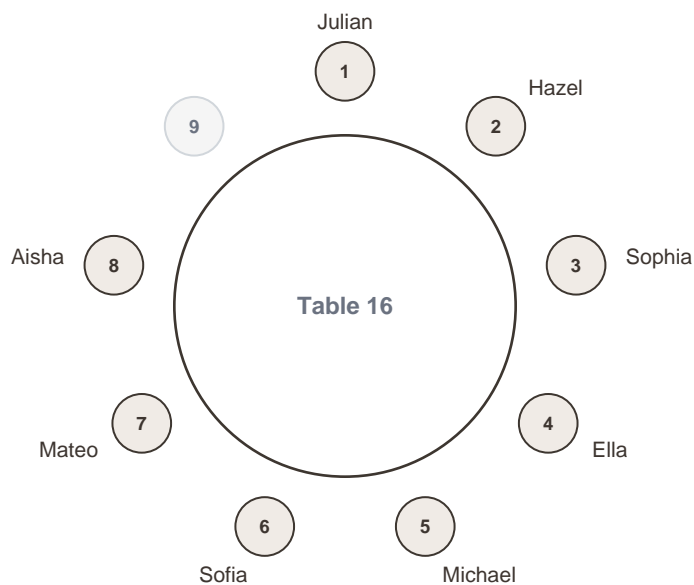 Julian
1
Hazel
9
2
Aisha
8
3
Sophia
Table 16
7
4
Mateo
Ella
6
5
Sofia
Michael